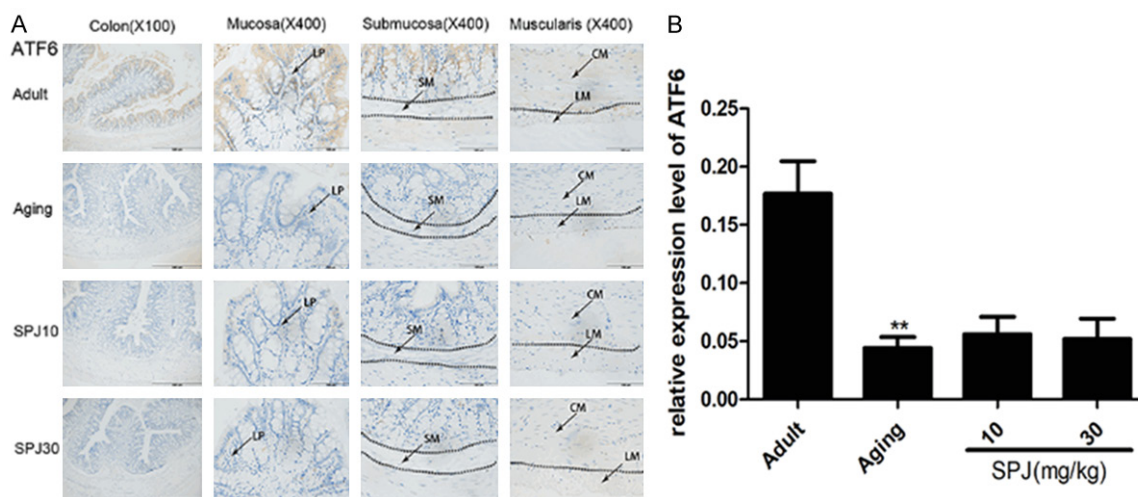 A
Colon(X100) Mucosa(X400) Submucosa(X400) Muscularis (X400)
ATF6
Adult
LP
SM
CM
LM
Aging
LP
SM
CM
LM
SPJ10
LP
SM
CM
LM
SPJ30
LP
SM
CM
LM
B
relative expression level of ATF6
0.25
0.20
0.15
0.10
0.05
0.00
**
Adult
Aging
10
30
SPJ(mg/kg)